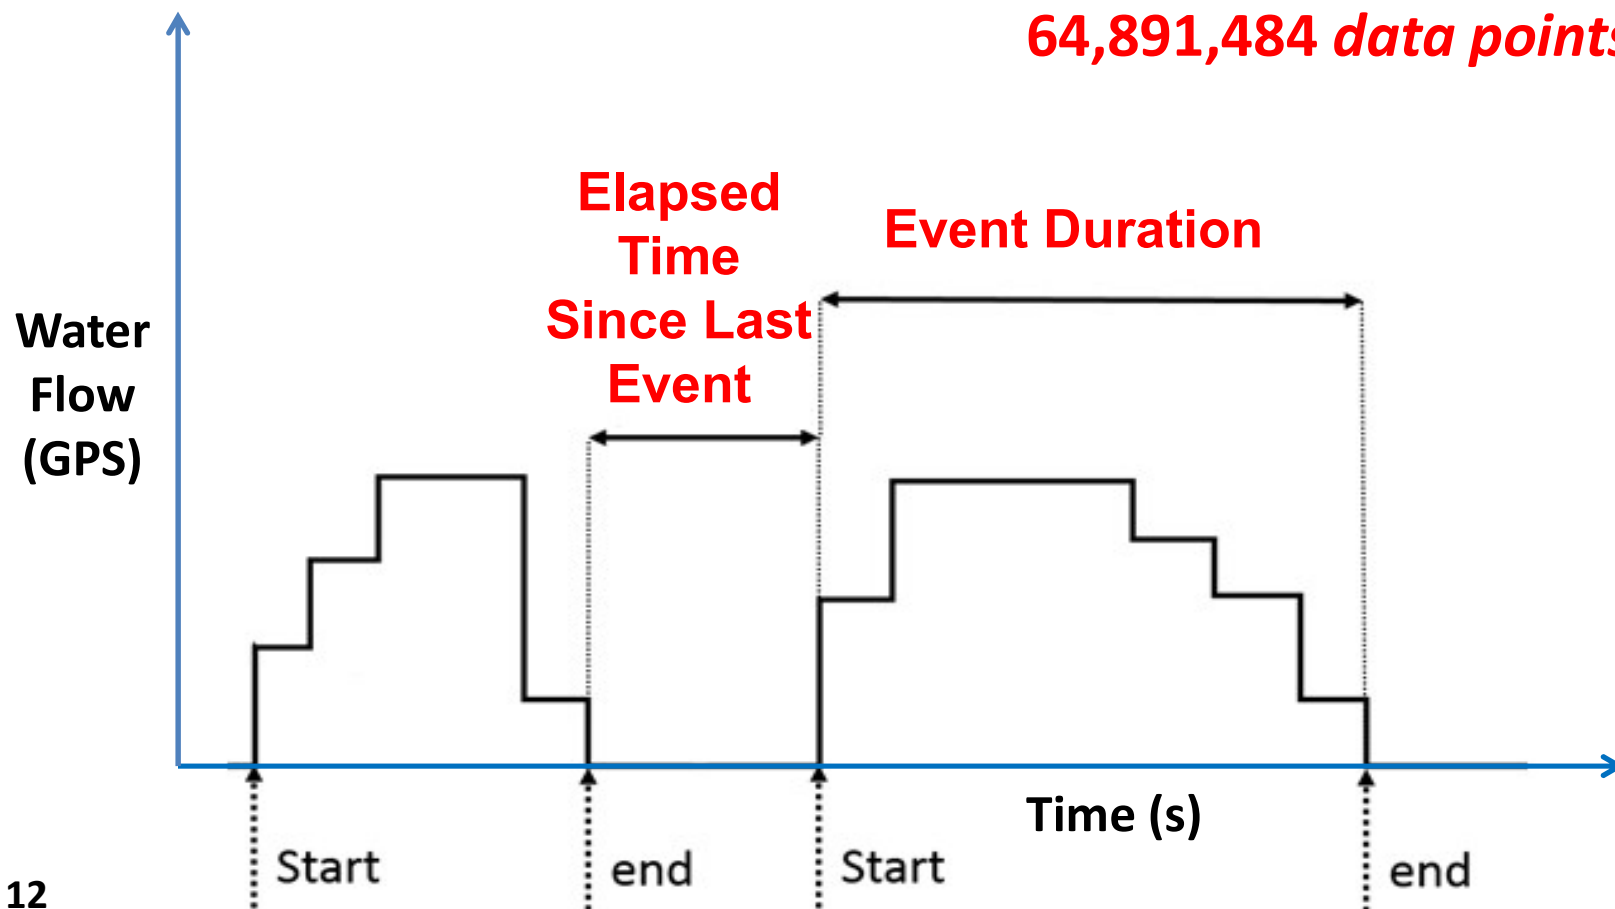 64,891,484 data points
Elapsed
Time
Since Last
Event
Event Duration
Water
Flow
(GPS)
Time (s)
Start
end
Start
end
12